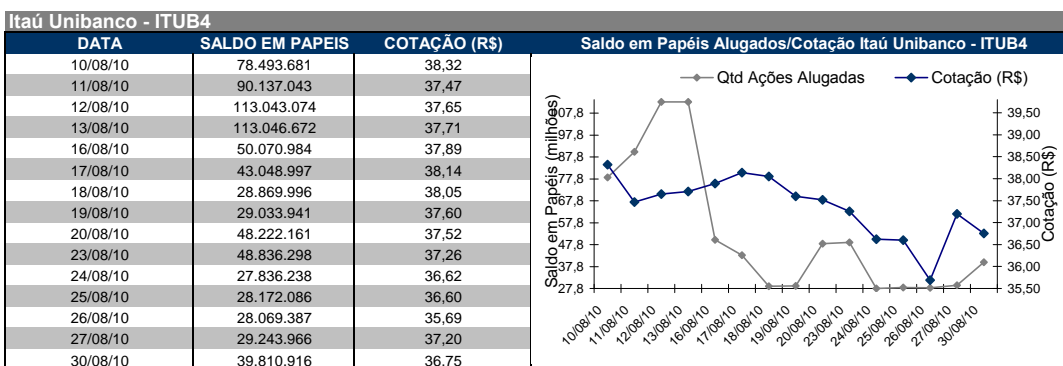 Itaú Unibanco - ITUB4
DATA SALDO EM PAPEIS COTAÇÃO (R$)
10/08/10 78.493.681 38,32
11/08/10 90.137.043 37,47
12/08/10 113.043.074 37,65
13/08/10 113.046.672 37,71
16/08/10 50.070.984 37,89
17/08/10 43.048.997 38,14
18/08/10 28.869.996 38,05
19/08/10 29.033.941 37,60
20/08/10 48.222.161 37,52
23/08/10 48.836.298 37,26
24/08/10 27.836.238 36,62
25/08/10 28.172.086 36,60
26/08/10 28.069.387 35,69
27/08/10 29.243.966 37,20
30/08/10 39.810.916 36,75
Saldo em Papéis Alugados/Cotação Itaú Unibanco - ITUB4
Qtd Ações Alugadas Cotação (R$)
Saldo em Papéis (milhões)
107,8
97,8
87,8
77,8
67,8
57,8
47,8
37,8
27,8
39,50
39,00
38,50
38,00
37,50
37,00
36,50
36,00
35,50
Cotação (R$)
10/08/10 11/08/10 12/08/10 13/08/10 16/08/10 17/08/10 18/08/10 19/08/10 20/08/10 23/08/10 24/08/10 25/08/10 26/08/10 27/08/10 30/08/10